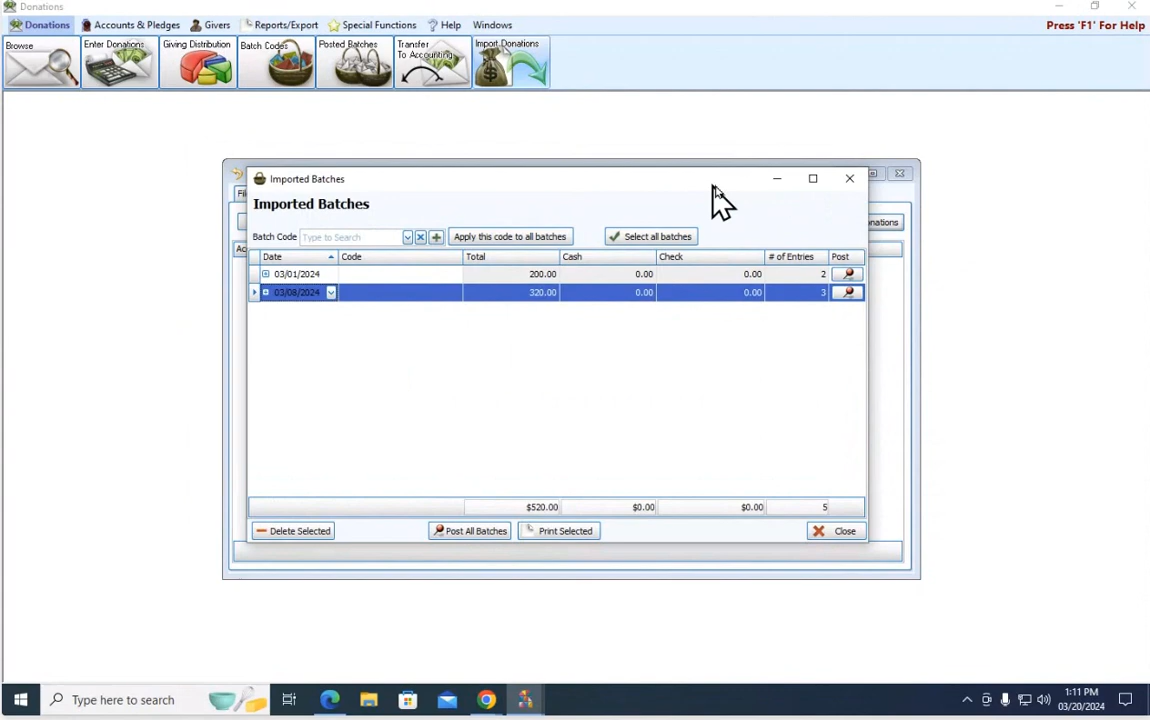 Donations
Donations Accounts & Pledges Givers Reports/Export Special Functions Help Windows
Press 'F1' For Help
Browse
Enter Donations
Giving Distribution
Batch Codes
Posted Batches
Transfer
To Accounting
Import Donations
Imported Batches
Imported Batches
Batch Code Type to Search Apply this code to all batches Select all batches
Date Code Total Cash Check # of Entries Post
03/01/2024 200.00 0.00 0.00 2
03/08/2024 320.00 0.00 0.00 3
$520.00 $0.00 $0.00 5
Delete Selected Post All Batches Print Selected Close
Type here to search
1:11 PM
03/20/2024